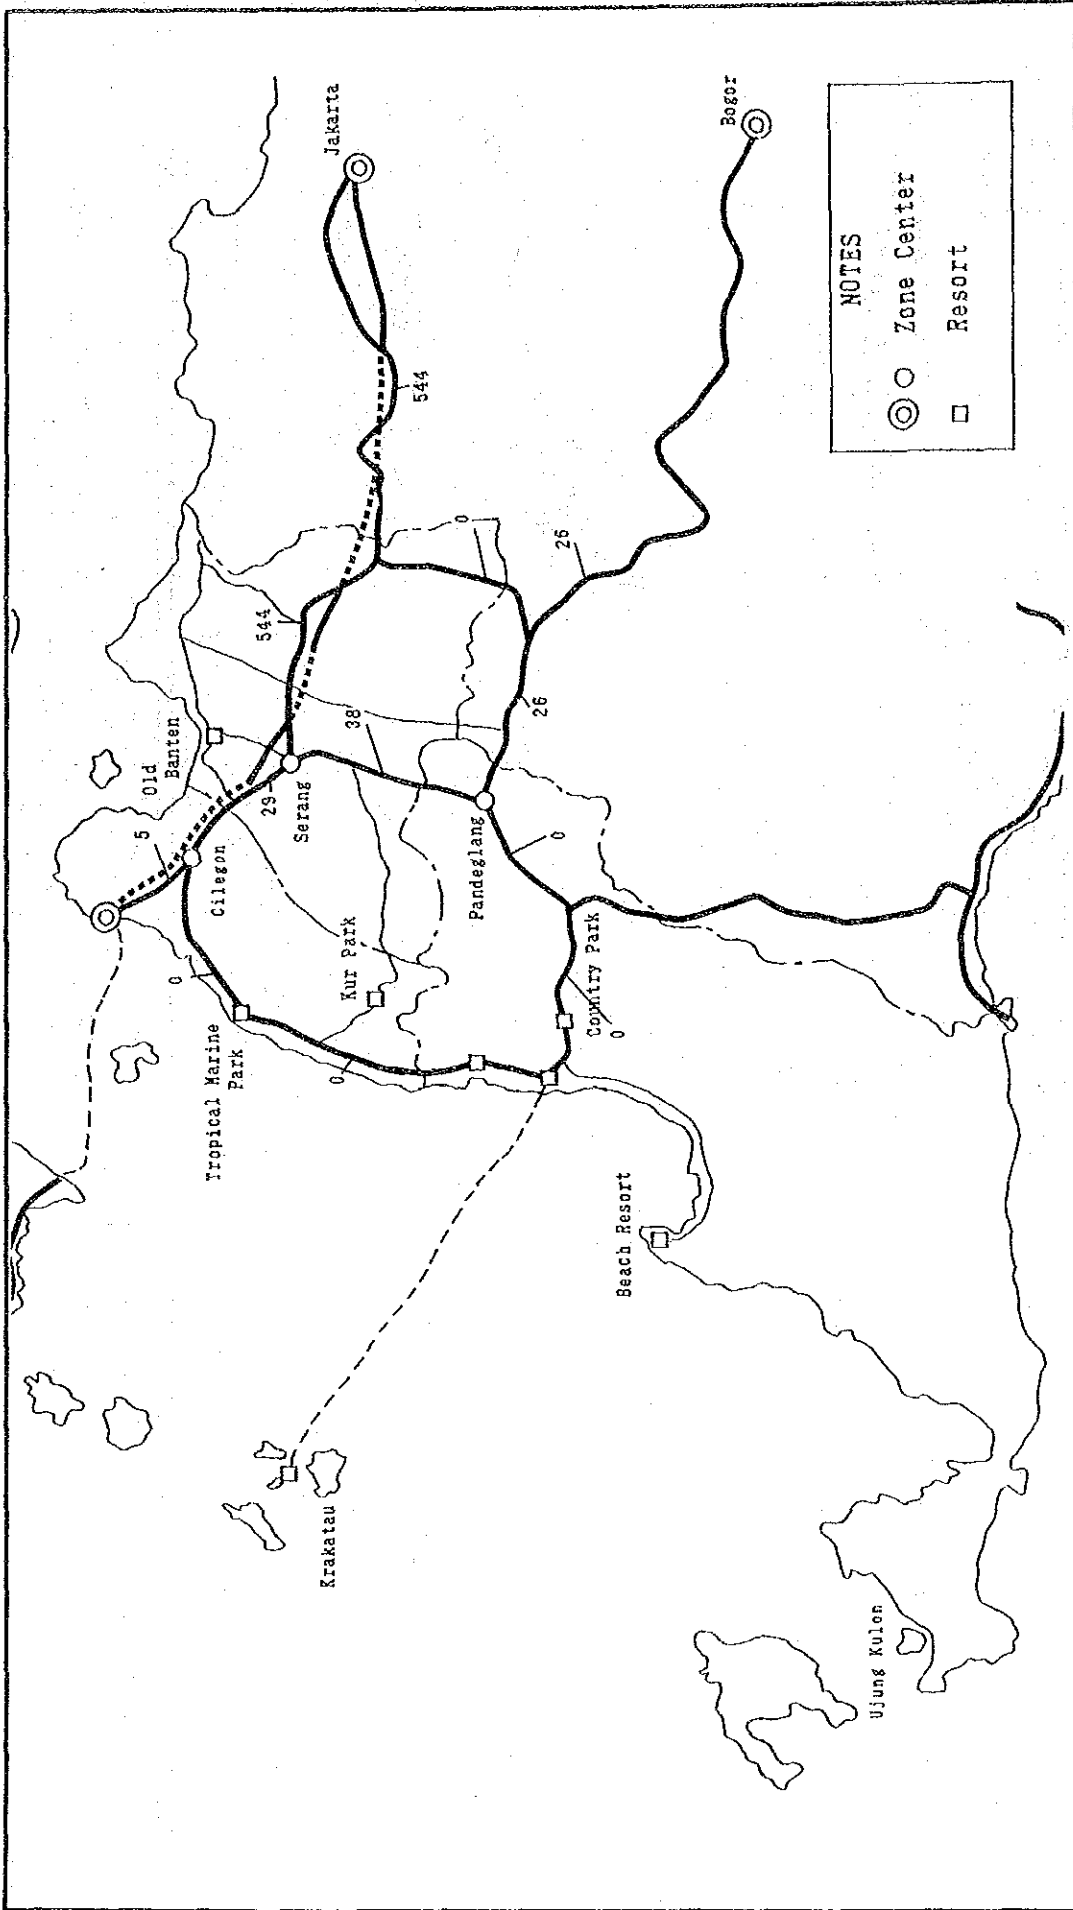 Jakarta
Bogor
544
544
0
26
26
38
Old
Banten
5
29
Serang
Cilegon
Pandeglang
0
0
Kur Park
Country Park
0
Tropical Marine
Park
0
Beach Resort
Krakatau
Ujung Kulon
NOTES
Zone Center
Resort